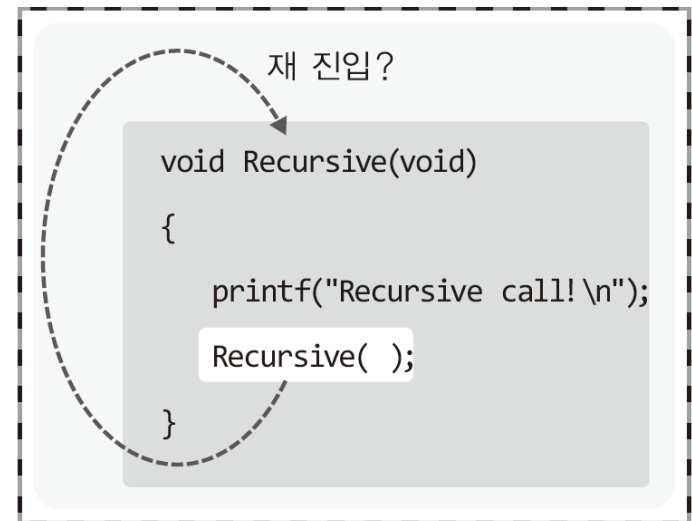 재 진입?
void Recursive(void)
{
printf("Recursive call!\n");
Recursive( );
}